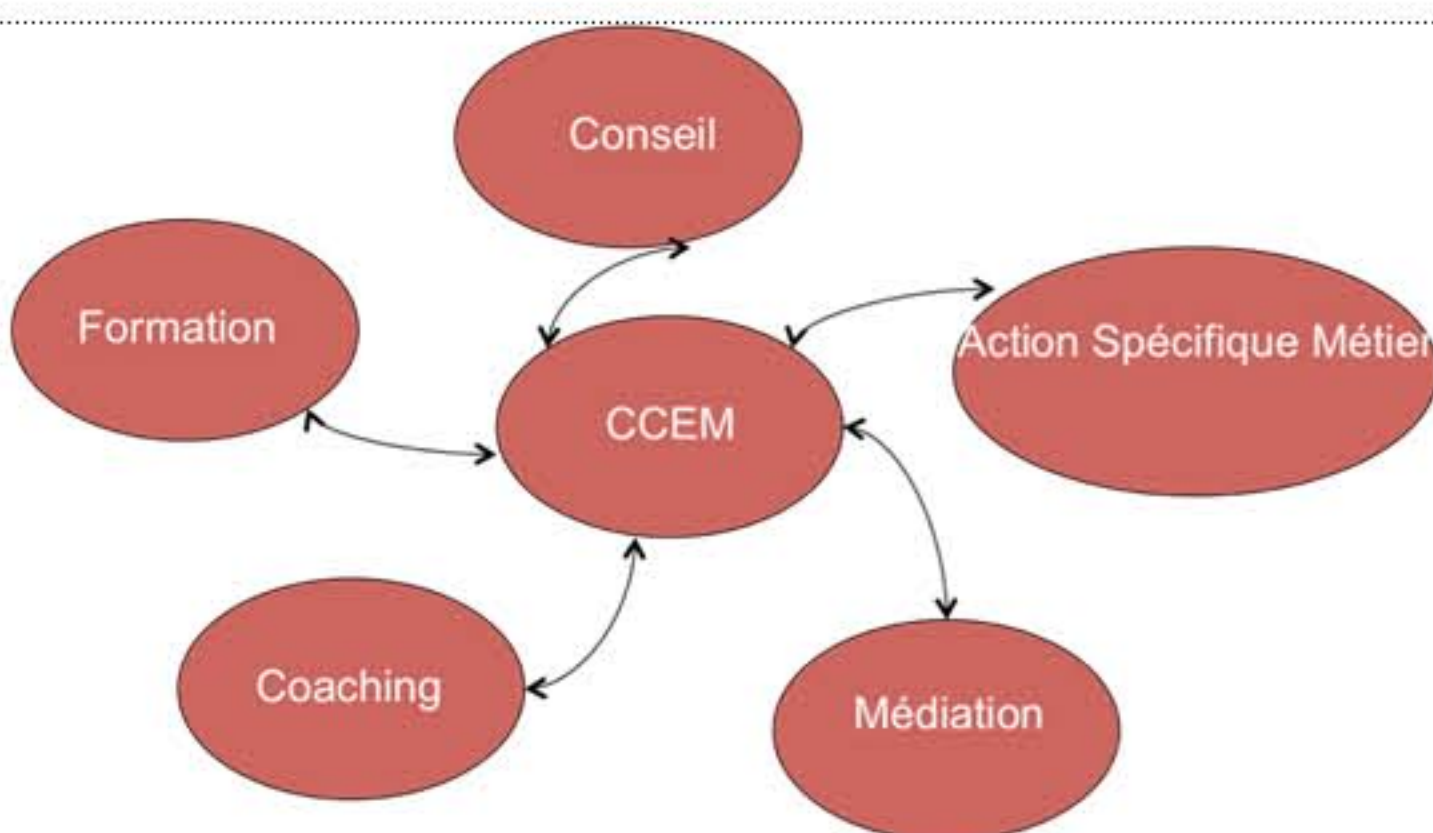 Conseil
Formation
Action Spécifique Métier
CCEM
Coaching
Médiation